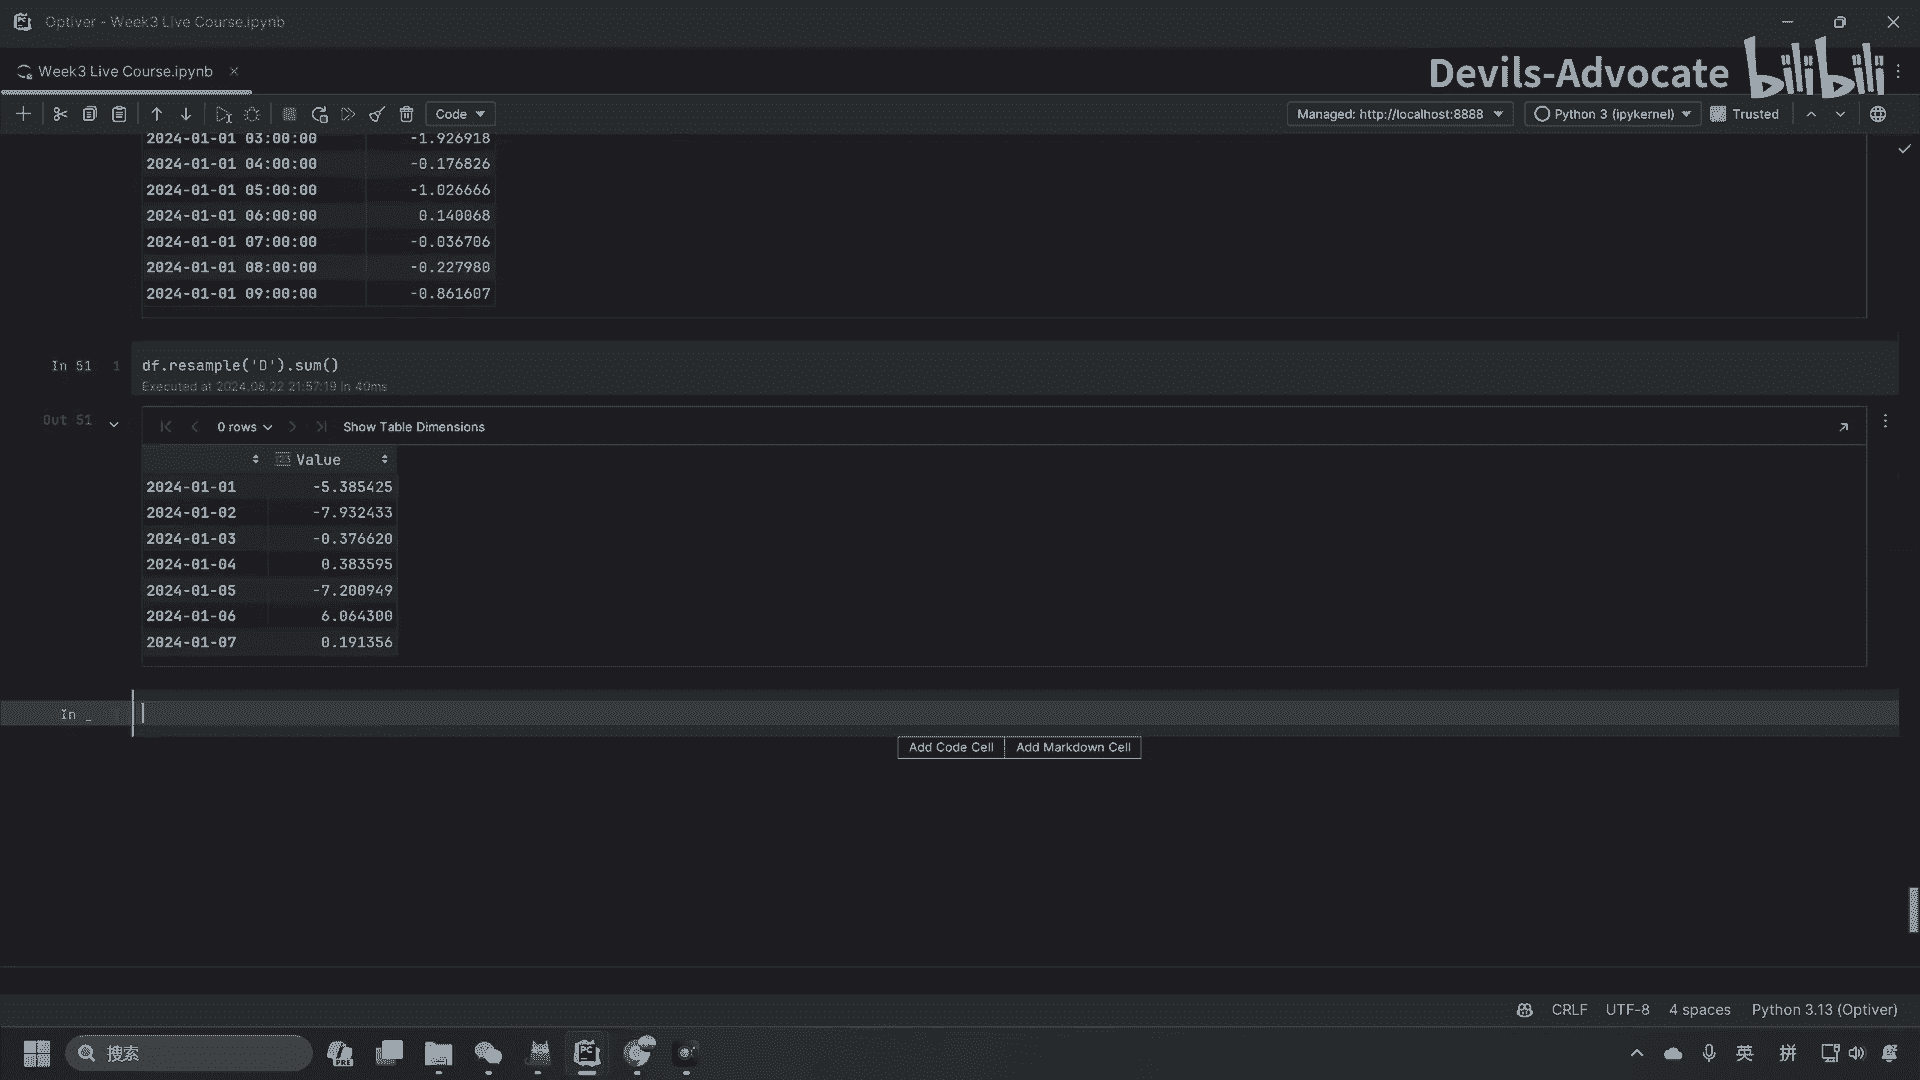 Optiver - Week3 Live Course.ipynb
Week3 Live Course.ipynb
Devils-Advocate bilibili
Code
Managed: http://localhost:8888
Python 3 (ipykernel)
Trusted
2024-01-01 03:00:00 -1.926918
2024-01-01 04:00:00 -0.176826
2024-01-01 05:00:00 -1.026666
2024-01-01 06:00:00 0.140068
2024-01-01 07:00:00 -0.036706
2024-01-01 08:00:00 -0.227980
2024-01-01 09:00:00 -0.861607
In 51 1 df.resample('D').sum()
Executed at 2024.08.22 21:57:19 in 40ms
Out 51
0 rows Show Table Dimensions
Value
2024-01-01 -5.385425
2024-01-02 -7.932433
2024-01-03 -0.376620
2024-01-04 0.383595
2024-01-05 -7.200949
2024-01-06 6.064300
2024-01-07 0.191356
In _
Add Code Cell Add Markdown Cell
CRLF UTF-8 4 spaces Python 3.13 (Optiver)
搜索
英 拼